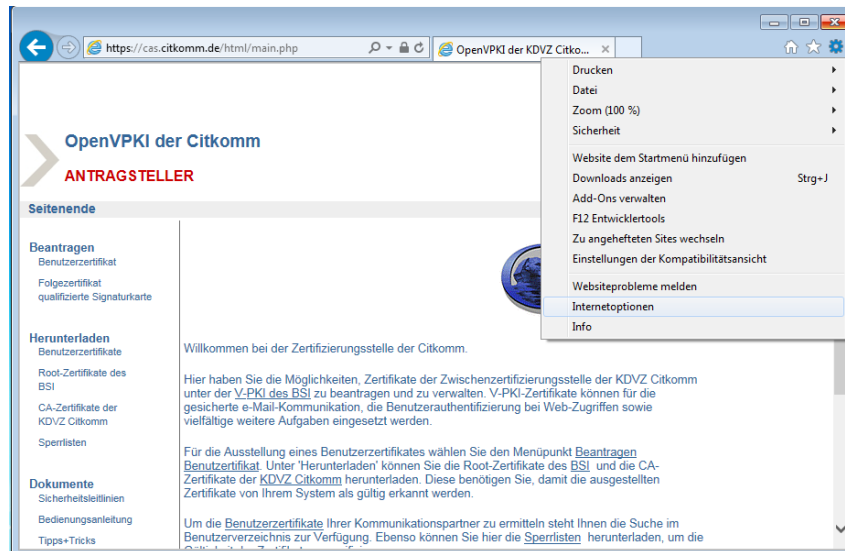 https://cas.citkomm.de/html/main.php
OpenVPKI der KDVZ Citko...
Drucken
Datei
Zoom (100 %)
Sicherheit
Website dem Startmenü hinzufügen
Downloads anzeigen Strg+J
Add-Ons verwalten
F12 Entwicklertools
Zu angehefteten Sites wechseln
Einstellungen der Kompatibilitätsansicht
Websiteprobleme melden
Internetoptionen
Info
OpenVPKI der Citkomm
ANTRAGSTELLER
Seitenende
Beantragen
Benutzerzertifikat
Folgezertifikat
qualifizierte Signaturkarte
Herunterladen
Benutzerzertifikate
Root-Zertifikate des
BSI
CA-Zertifikate der
KDVZ Citkomm
Sperrlisten
Dokumente
Sicherheitsleitlinien
Bedienungsanleitung
Tipps+Tricks
Willkommen bei der Zertifizierungsstelle der Citkomm.
Hier haben Sie die Möglichkeiten, Zertifikate der Zwischenzertifizierungsstelle der KDVZ Citkomm
unter der V-PKI des BSI zu beantragen und zu verwalten. V-PKI-Zertifikate können für die
gesicherte e-Mail-Kommunikation, die Benutzerauthentifizierung bei Web-Zugriffen sowie
vielfältige weitere Aufgaben eingesetzt werden.
Für die Ausstellung eines Benutzerzertifikates wählen Sie den Menüpunkt Beantragen
Benutzertifikat. Unter 'Herunterladen' können Sie die Root-Zertifikate des BSI und die CA-
Zertifikate der KDVZ Citkomm herunterladen. Diese benötigen Sie, damit die ausgestellten
Zertifikate von Ihrem System als gültig erkannt werden.
Um die Benutzerzertifikate Ihrer Kommunikationspartner zu ermitteln steht Ihnen die Suche im
Benutzerverzeichnis zur Verfügung. Ebenso können Sie hier die Sperrlisten herunterladen, um die